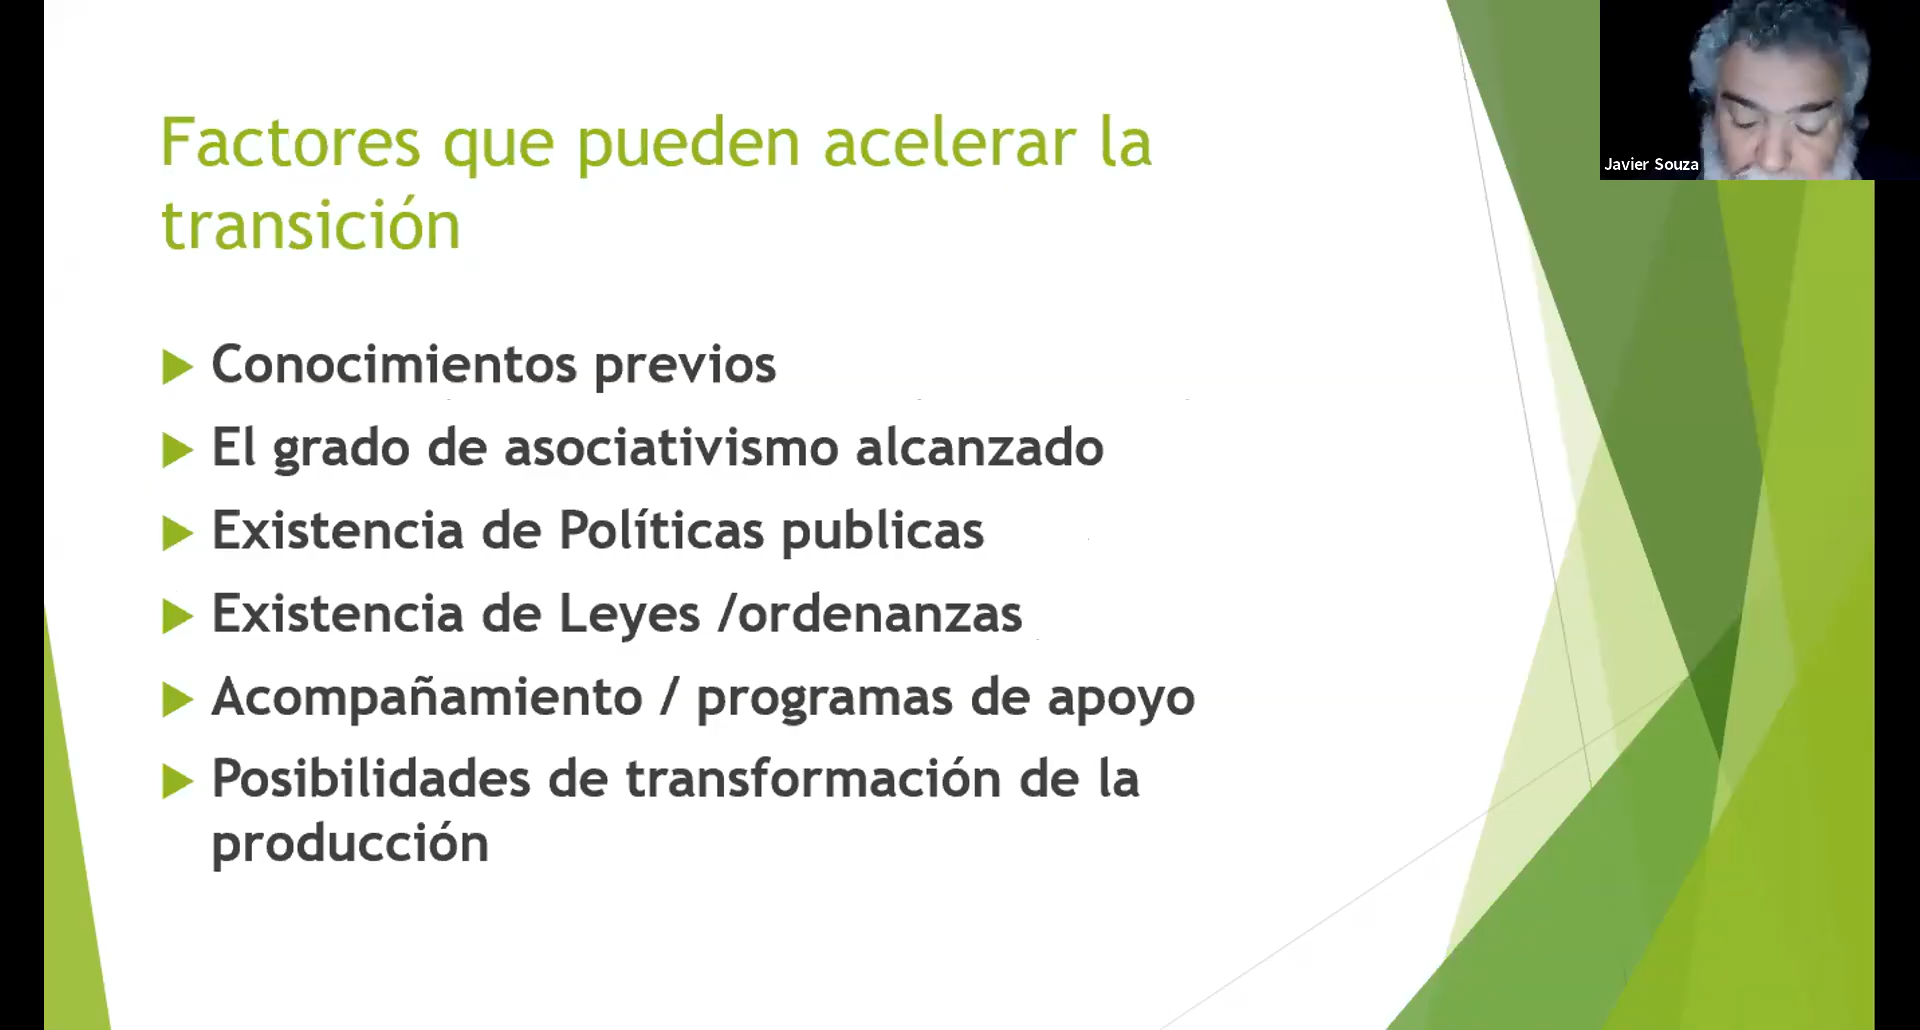 Factores que pueden acelerar la
transición
Conocimientos previos
El grado de asociativismo alcanzado
Existencia de Políticas publicas
Existencia de Leyes /ordenanzas
Acompañamiento / programas de apoyo
Posibilidades de transformación de la
producción
Javier Souza